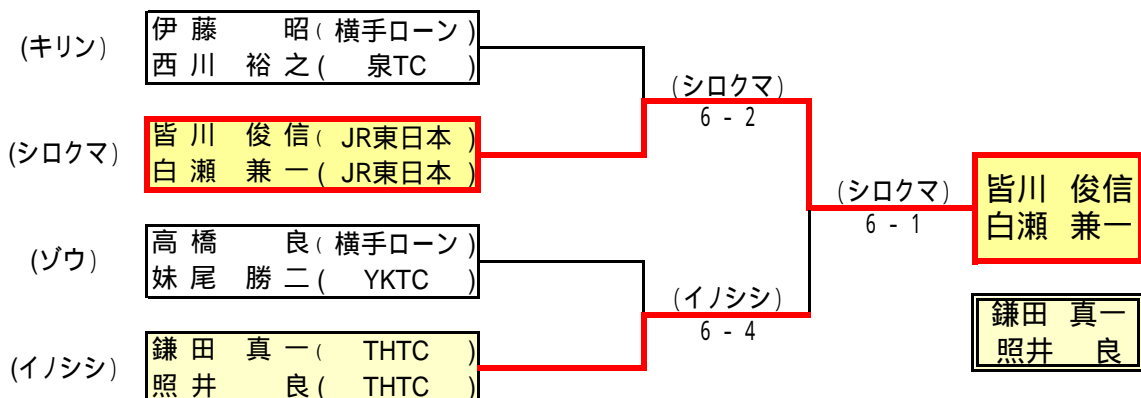 (キリン)
伊藤 昭(横手ローン)
西川 裕之(泉TC)
(シロクマ)
皆川 俊信(JR東日本)
白瀬 兼一(JR東日本)
(ゾウ)
高橋 良(横手ローン)
妹尾 勝二(YKTC)
(イノシシ)
鎌田 真一(THTC)
照井 良(THTC)
(シロクマ)
6 - 2
(イノシシ)
6 - 4
(シロクマ)
6 - 1
皆川 俊信
白瀬 兼一
鎌田 真一
照井 良